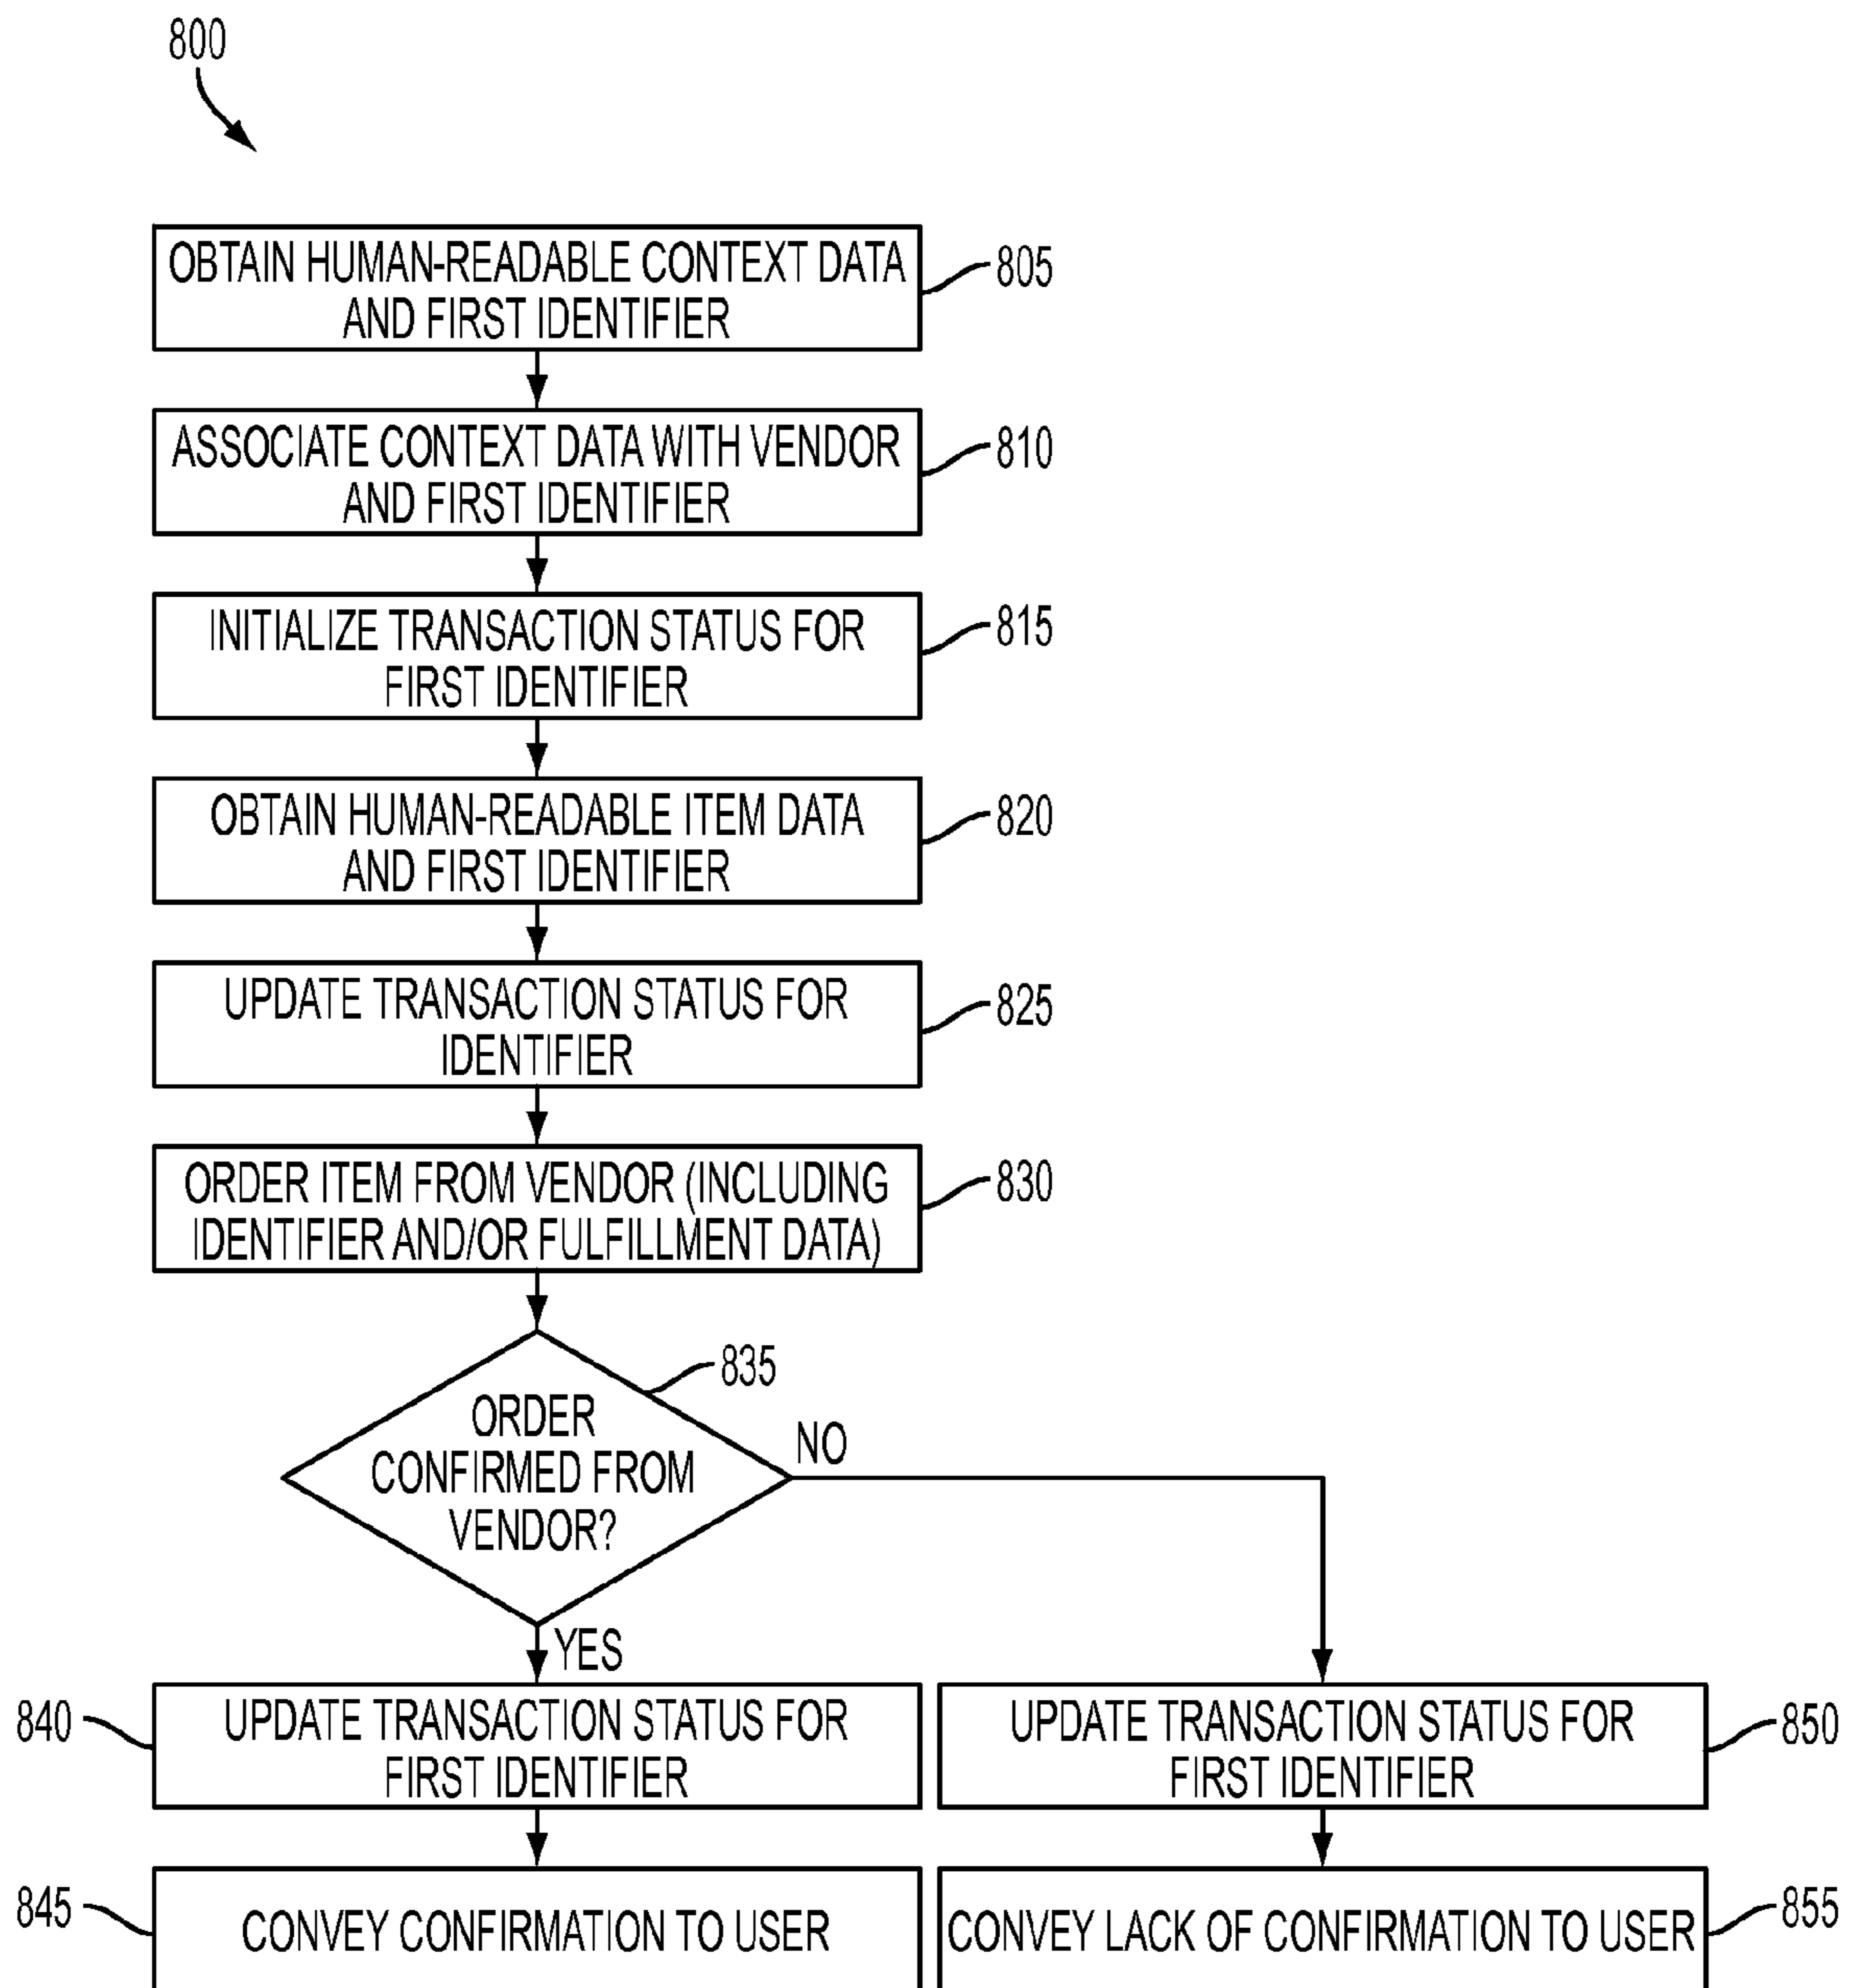 800
OBTAIN HUMAN-READABLE CONTEXT DATA
AND FIRST IDENTIFIER
805
ASSOCIATE CONTEXT DATA WITH VENDOR
AND FIRST IDENTIFIER
810
INITIALIZE TRANSACTION STATUS FOR
FIRST IDENTIFIER
815
OBTAIN HUMAN-READABLE ITEM DATA
AND FIRST IDENTIFIER
820
UPDATE TRANSACTION STATUS FOR
IDENTIFIER
825
ORDER ITEM FROM VENDOR (INCLUDING
IDENTIFIER AND/OR FULFILLMENT DATA)
830
835
ORDER
CONFIRMED FROM
VENDOR?
NO
YES
840
UPDATE TRANSACTION STATUS FOR
FIRST IDENTIFIER
UPDATE TRANSACTION STATUS FOR
FIRST IDENTIFIER
850
845
CONVEY CONFIRMATION TO USER
CONVEY LACK OF CONFIRMATION TO USER
855